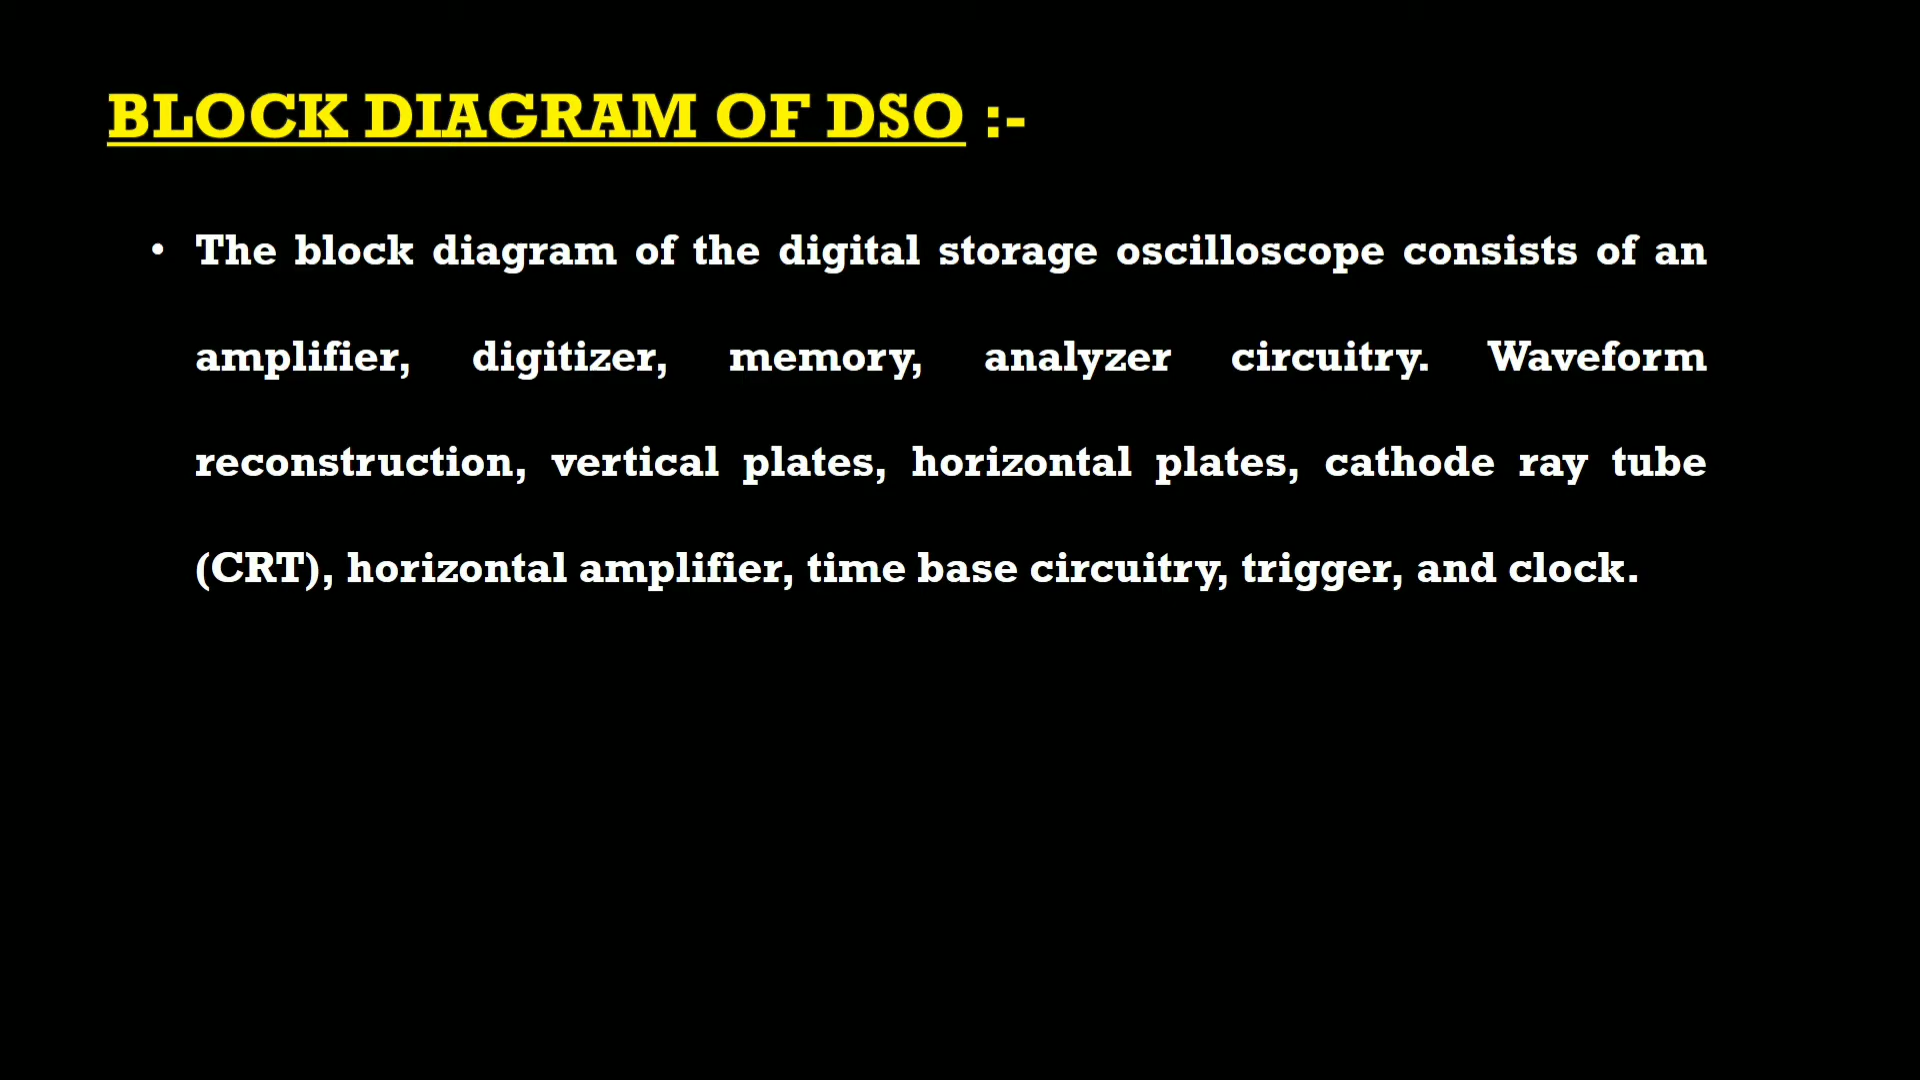 BLOCK DIAGRAM OF DSO :-
• The block diagram of the digital storage oscilloscope consists of an
amplifier, digitizer, memory, analyzer circuitry. Waveform
reconstruction, vertical plates, horizontal plates, cathode ray tube
(CRT), horizontal amplifier, time base circuitry, trigger, and clock.